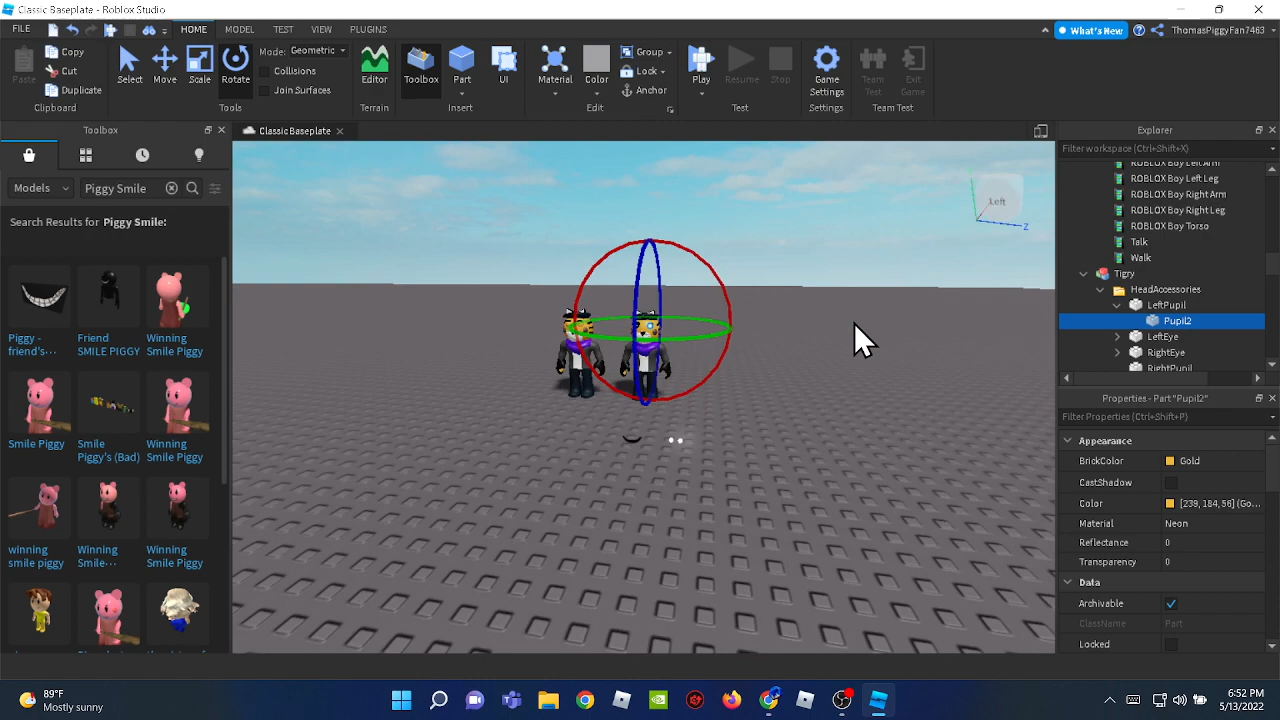 Classic Baseplate - Roblox Studio
FILE HOME MODEL TEST VIEW PLUGINS What's New ThomasPiggyFan7463
Paste Copy Cut Duplicate Clipboard
Select Move Scale Rotate Mode: Geometric Collisions Join Surfaces Tools
Editor Terrain
Toolbox Part UI Insert
Material Color Group Lock Anchor Edit
Play Resume Stop Test
Game Settings Settings
Team Test Exit Game Team Test
Toolbox
Models Piggy Smile
Search Results for Piggy Smile:
Piggy - friend's··· Friend SMILE PIGGY Winning Smile Piggy
Smile Piggy Smile Piggy's (Bad) Winning Smile Piggy
winning smile piggy Winning Smile··· Winning Smile Piggy
Classic Baseplate
Left
Z
Explorer
Filter workspace (Ctrl+Shift+X)
ROBLOX Boy Left Arm
ROBLOX Boy Left Leg
ROBLOX Boy Right Arm
ROBLOX Boy Right Leg
ROBLOX Boy Torso
Talk
Walk
Tigry
HeadAccessories
LeftPupil
Pupil2
LeftEye
RightEye
RightPupil
Properties - Part "Pupil2"
Filter Properties (Ctrl+Shift+P)
Appearance
BrickColor Gold
CastShadow
Color [239,184,56] (Go...
Material Neon
Reflectance 0
Transparency 0
Data
Archivable
ClassName Part
Locked
89°F
Mostly sunny
6:52 PM
5/13/2022